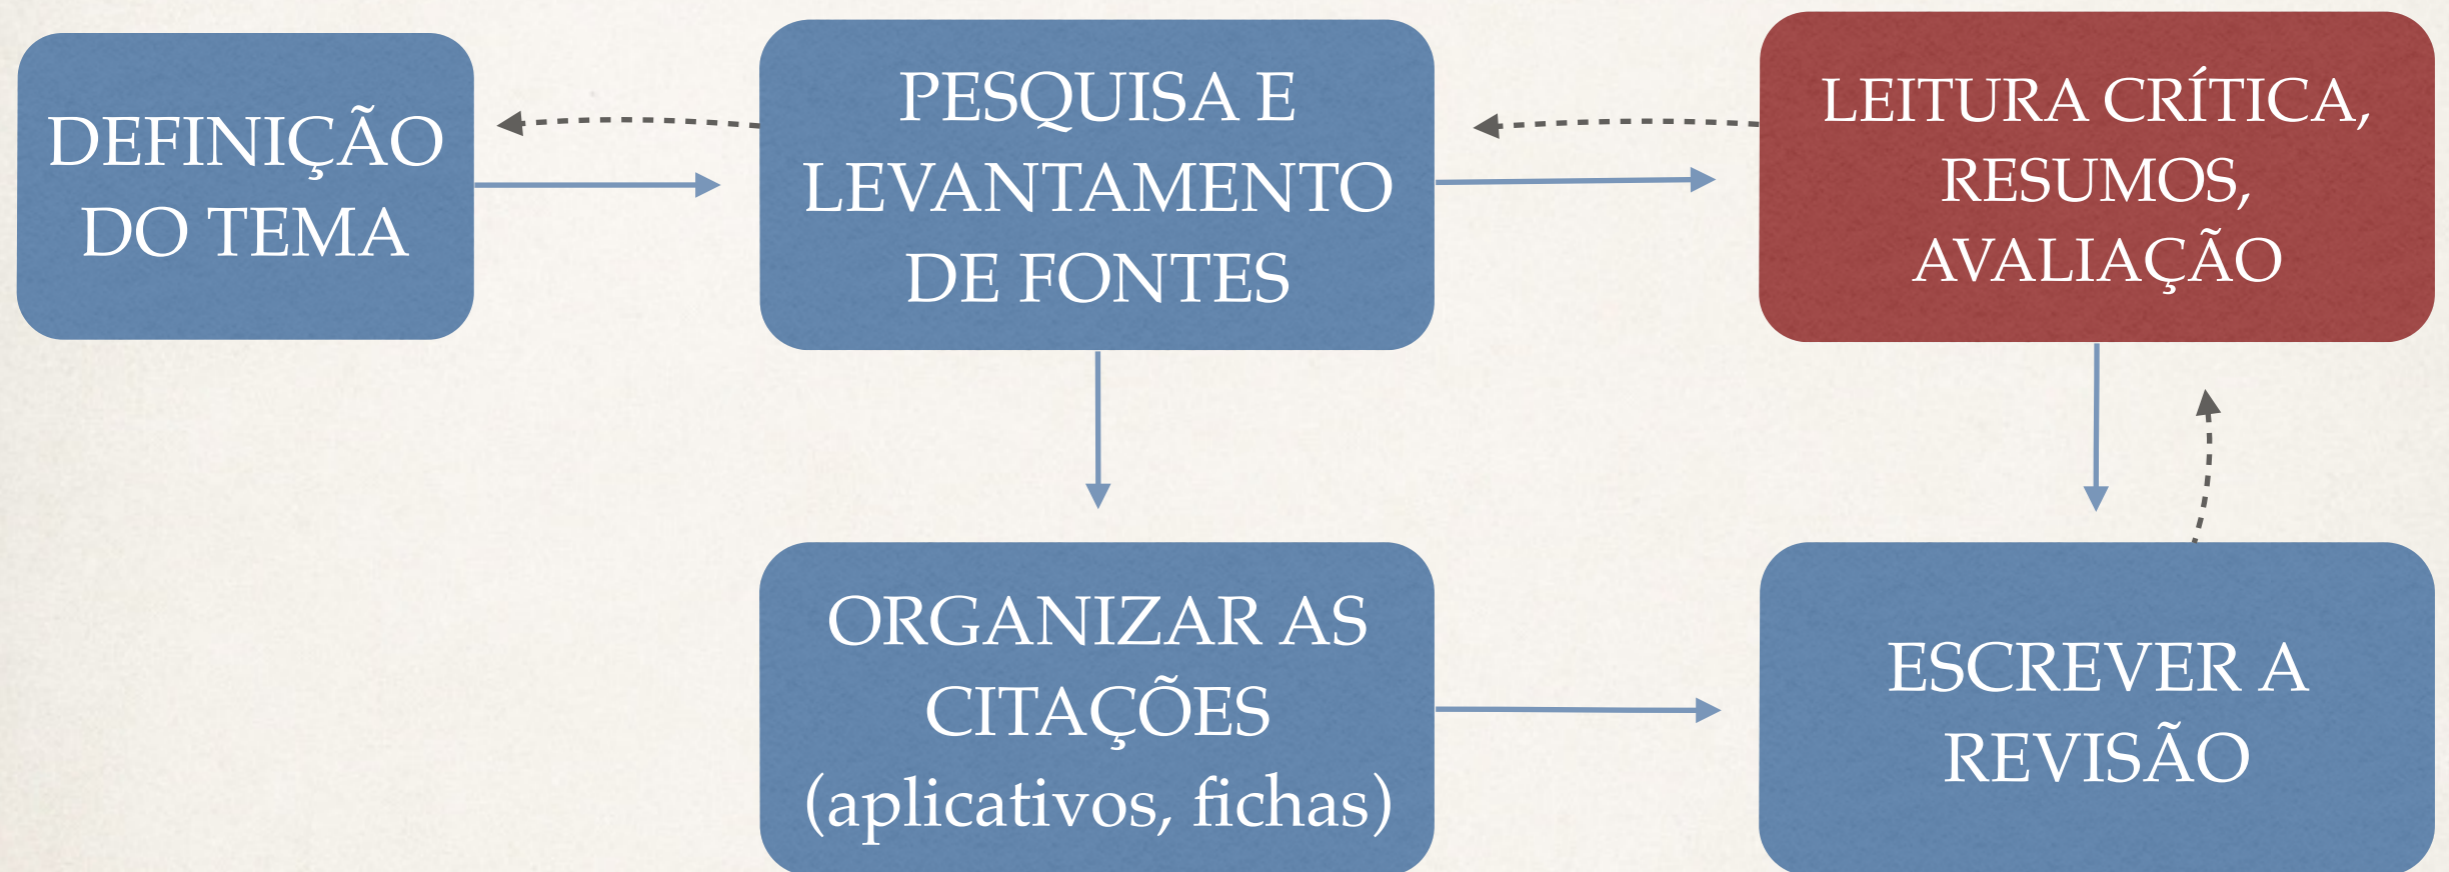 DEFINIÇÃO
DO TEMA
PESQUISA E
LEVANTAMENTO
DE FONTES
LEITURA CRÍTICA,
RESUMOS,
AVALIAÇÃO
ORGANIZAR AS
CITAÇÕES
(aplicativos, fichas)
ESCREVER A
REVISÃO